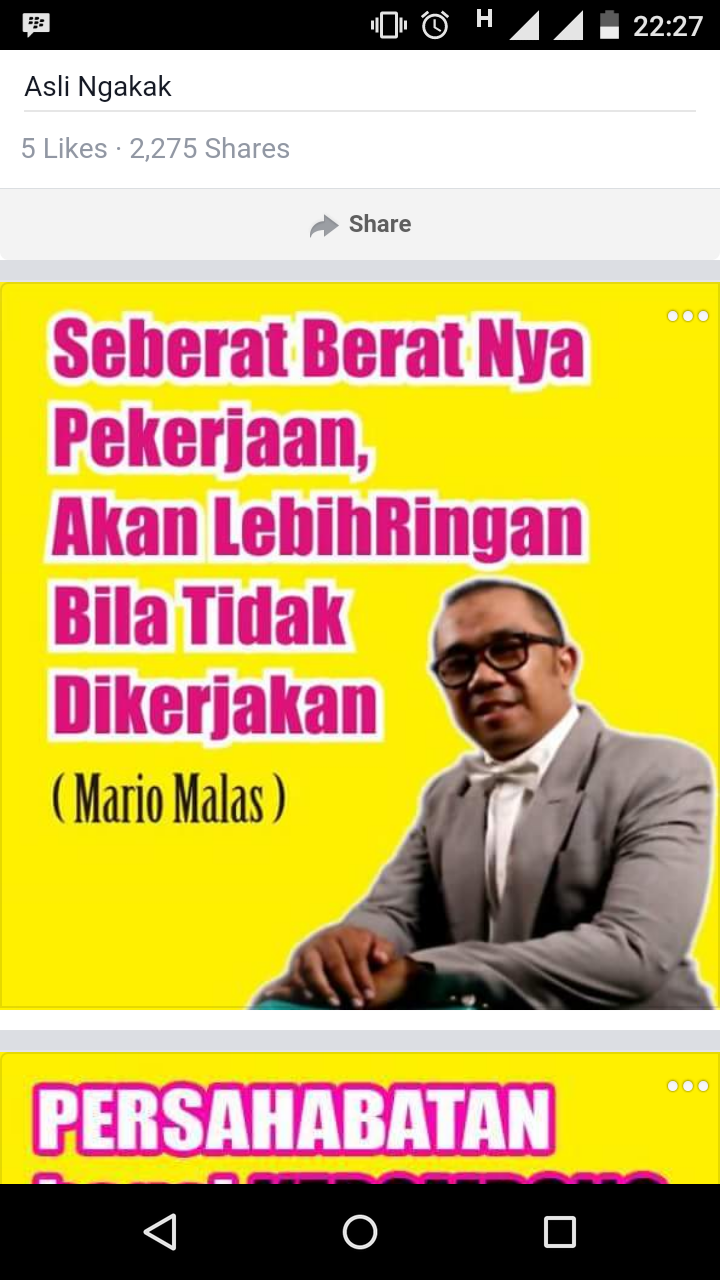 H 22:27
Asli Ngakak
5 Likes · 2,275 Shares
Share
Seberat Berat Nya
Pekerjaan,
Akan LebihRingan
Bila Tidak
Dikerjakan
( Mario Malas )
PERSAHABATAN